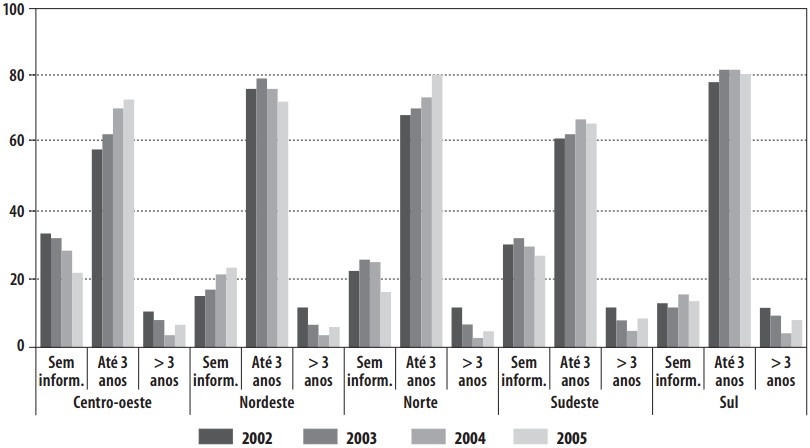 100
80
60
40
20
0
Sem inform.
Até 3 anos
> 3 anos
Sem inform.
Até 3 anos
> 3 anos
Sem inform.
Até 3 anos
> 3 anos
Sem inform.
Até 3 anos
> 3 anos
Sem inform.
Até 3 anos
> 3 anos
Centro-oeste
Nordeste
Norte
Sudeste
Sul
2002
2003
2004
2005